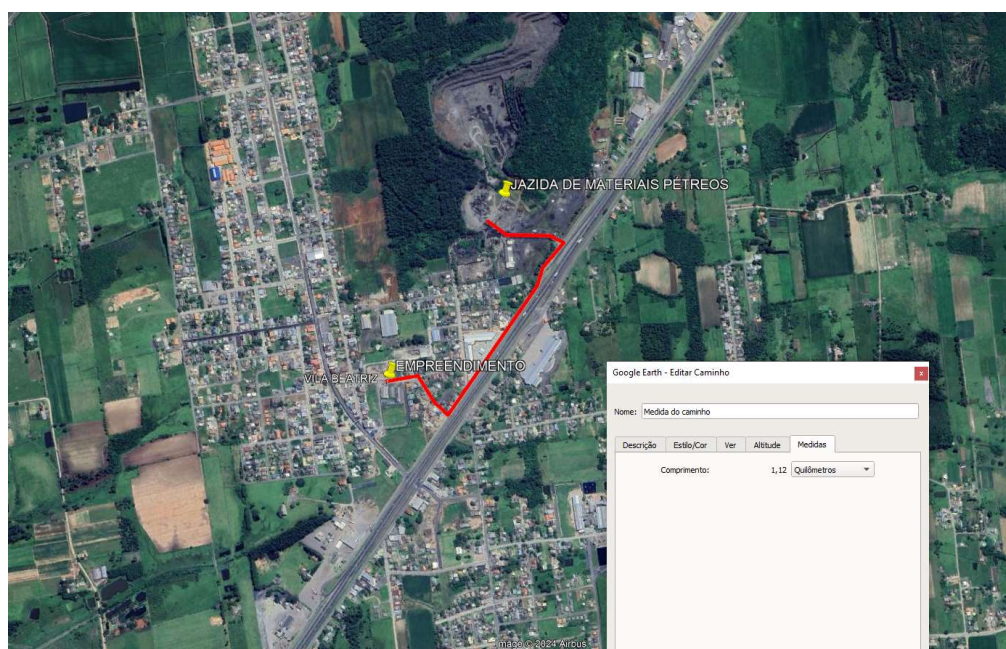 JAZIDA DE MATERIAIS PÉTREOS
EMPREENDIMENTO
VILA BEATRIZ
Google Earth - Editar Caminho
x
Nome: Medida do caminho
Descrição Estilo/Cor Ver Altitude Medidas
Comprimento: 1,12 Quilômetros
Image © 2024 Airbus